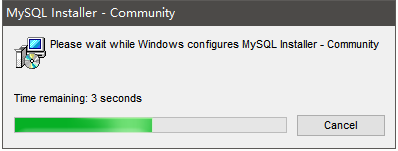 MySQL Installer - Community
Please wait while Windows configures MySQL Installer - Community
Time remaining: 3 seconds
Cancel